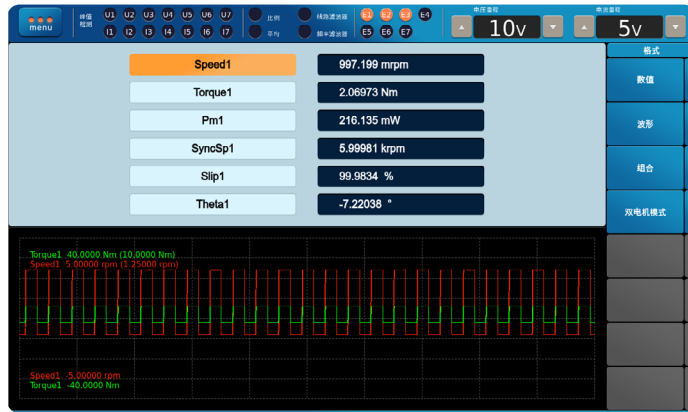 menu
峰值
检测
U1 U2 U3 U4 U5 U6 U7
I1 I2 I3 I4 I5 I6 I7
比例
平均
线路滤波器
频率滤波器
E1 E2 E3 E4
E5 E6 E7
电压量程
10V
电流量程
5V
格式
数值
波形
组合
双电机模式
Speed1 997.199 mrpm
Torque1 2.06973 Nm
Pm1 216.135 mW
SyncSp1 5.99981 krpm
Slip1 99.9834 %
Theta1 -7.22038 °
Torque1 40.0000 Nm (10.0000 Nm)
Speed1 5.00000 rpm (1.25000 rpm)
Speed1 -5.00000 rpm
Torque1 -40.0000 Nm